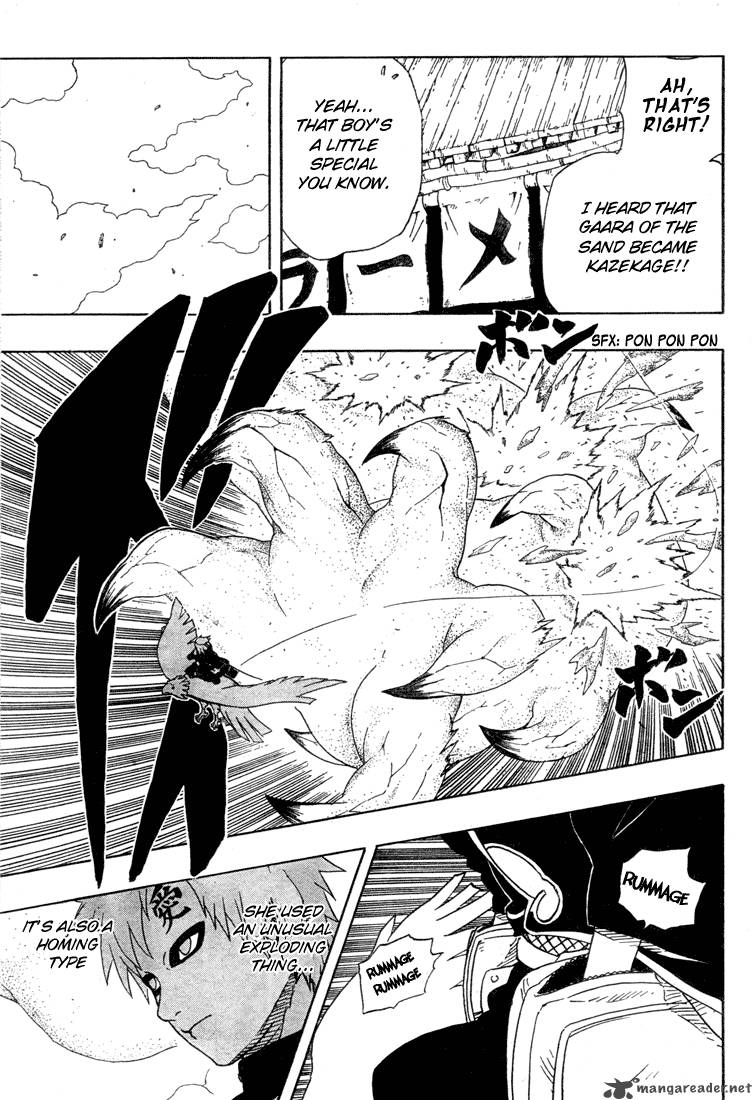 AH,
THAT'S
RIGHT!
I HEARD THAT
GAARA OF THE
SAND BECAME
KAZEKAGE!!
YEAH...
THAT BOY'S
A LITTLE
SPECIAL
YOU KNOW.
ラーメ
ボン
SFX: PON PON PON
ボン
RUMMAGE
RUMMAGE
RUMMAGE
愛
SHE USED
AN UNUSUAL
EXPLODING
THING...
IT'S ALSO A
HOMING
TYPE
mangareader.net